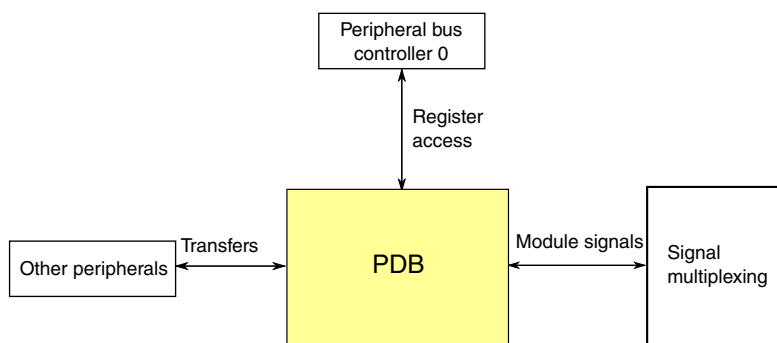 Peripheral bus
controller 0
Register
access
Transfers
Other peripherals
PDB
Module signals
Signal
multiplexing